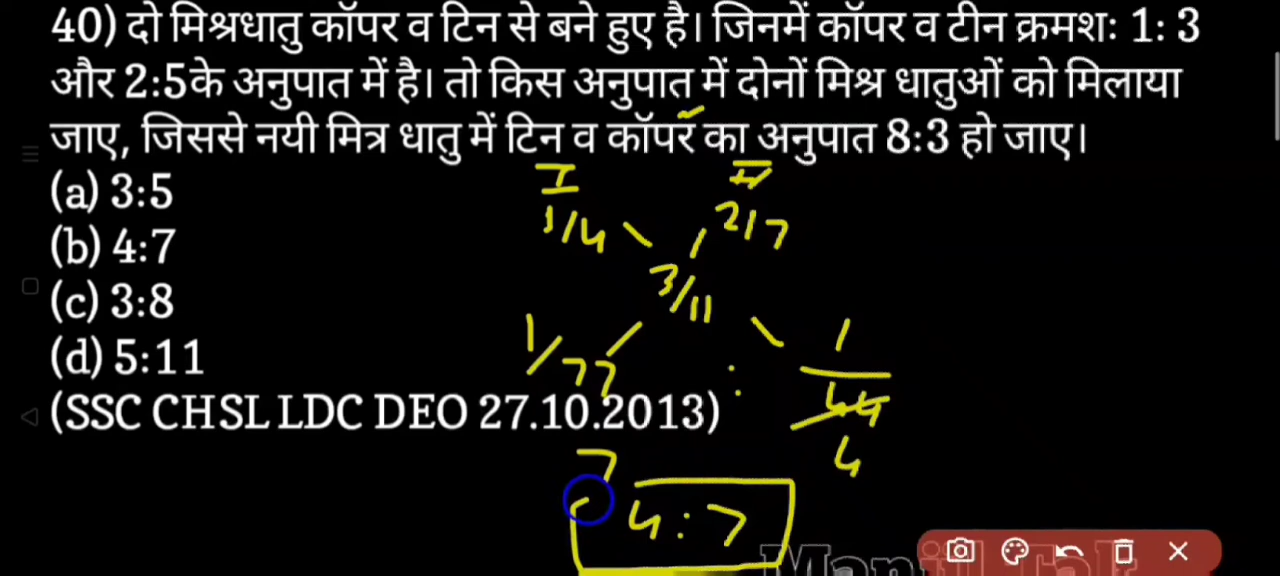 40) दो मिश्रधातु कॉपर व टिन से बने हुए है। जिनमें कॉपर व टीन क्रमशः 1: 3
और 2:5के अनुपात में है। तो किस अनुपात में दोनों मिश्र धातुओं को मिलाया
जाए, जिससे नयी मित्र धातु में टिन व कॉपर का अनुपात 8:3 हो जाए।
(a) 3:5
I II
1/4 2/7
(b) 4:7
3/11
(c) 3:8
(d) 5:11
1/77 : 1/44
(SSC CHSL LDC DEO 27.10.2013)
7 4
4:7